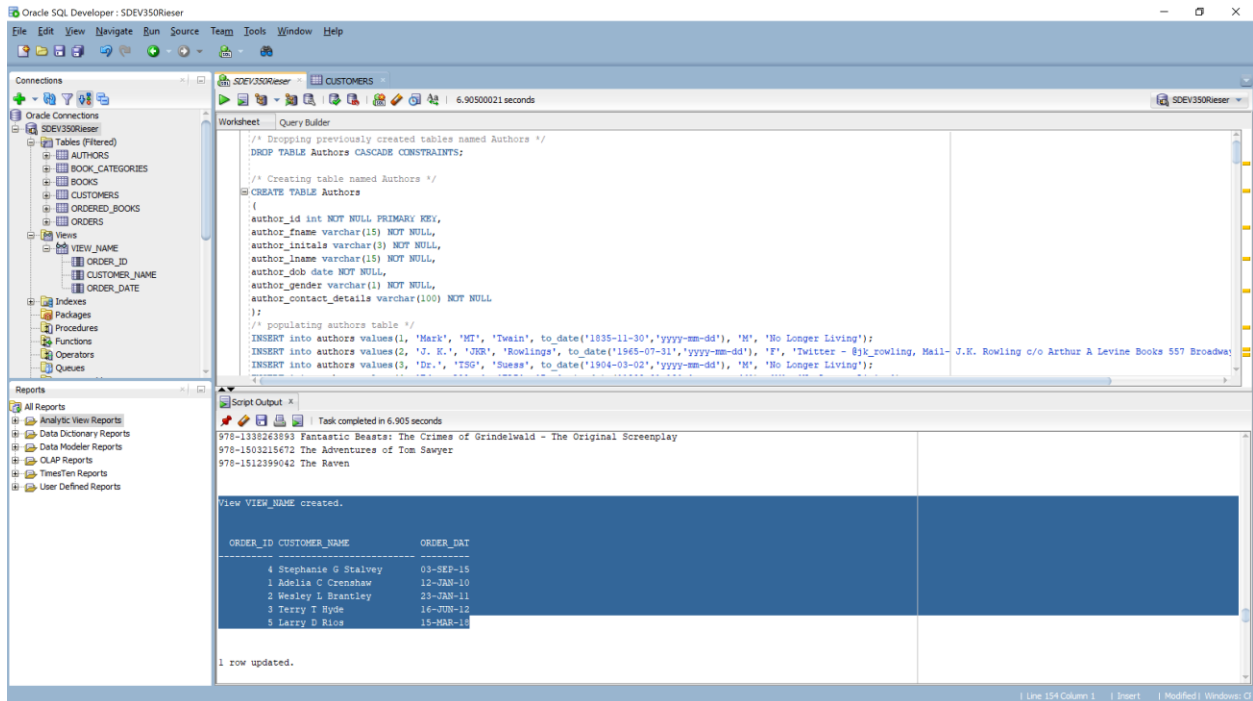 Oracle SQL Developer : SDEV350Rieser
File Edit View Navigate Run Source Team Tools Window Help
Connections
Oracle Connections
SDEV350Rieser
Tables (Filtered)
AUTHORS
BOOK_CATEGORIES
BOOKS
CUSTOMERS
ORDERED_BOOKS
ORDERS
Views
VIEW_NAME
ORDER_ID
CUSTOMER_NAME
ORDER_DATE
Indexes
Packages
Procedures
Functions
Operators
Queues
Reports
All Reports
Analytic View Reports
Data Dictionary Reports
Data Modeler Reports
OLAP Reports
TimesTen Reports
User Defined Reports
SDEV350Rieser CUSTOMERS
6.90500021 seconds SDEV350Rieser
Worksheet Query Builder
/* Dropping previously created tables named Authors */
DROP TABLE Authors CASCADE CONSTRAINTS;
/* Creating table named Authors */
CREATE TABLE Authors
(
author_id int NOT NULL PRIMARY KEY,
author_fname varchar(15) NOT NULL,
author_initals varchar(3) NOT NULL,
author_lname varchar(15) NOT NULL,
author_dob date NOT NULL,
author_gender varchar(1) NOT NULL,
author_contact_details varchar(100) NOT NULL
);
/* populating authors table */
INSERT into authors values(1, 'Mark', 'MT', 'Twain', to_date('1835-11-30','yyyy-mm-dd'), 'M', 'No Longer Living');
INSERT into authors values(2, 'J. K.', 'JKR', 'Rowlings', to_date('1965-07-31','yyyy-mm-dd'), 'F', 'Twitter - @jk_rowling, Mail- J.K. Rowling c/o Arthur A Levine Books 557 Broadway
INSERT into authors values(3, 'Dr.', 'TSG', 'Suess', to_date('1904-03-02','yyyy-mm-dd'), 'M', 'No Longer Living');
Script Output
Task completed in 6.905 seconds
978-1338263893 Fantastic Beasts: The Crimes of Grindelwald - The Original Screenplay
978-1503215672 The Adventures of Tom Sawyer
978-1512399042 The Raven
View VIEW_NAME created.
ORDER_ID CUSTOMER_NAME ORDER_DAT
---------- ------------------------- ---------
4 Stephanie G Stalvey 03-SEP-15
1 Adelia C Crenshaw 12-JAN-10
2 Wesley L Brantley 23-JAN-11
3 Terry T Hyde 16-JUN-12
5 Larry D Rios 15-MAR-18
1 row updated.
Line 154 Column 1 | Insert | Modified | Windows: C